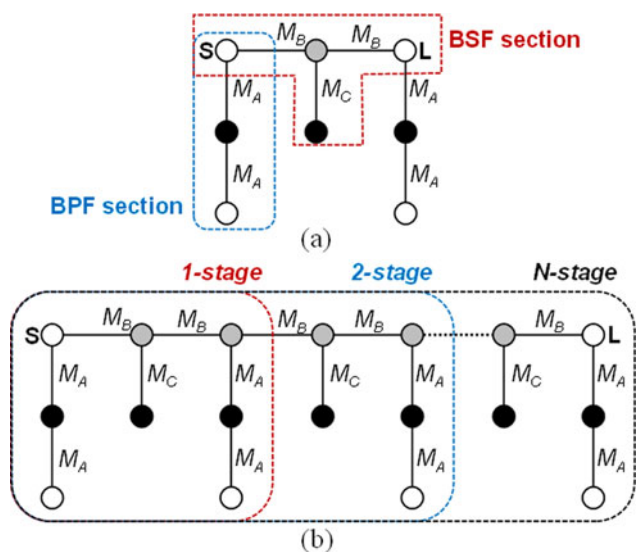 S M_B M_B L BSF section
M_A M_C M_A
M_A M_A
BPF section
(a)
1-stage 2-stage N-stage
S M_B M_B M_B M_B M_B L
M_A M_C M_A M_C M_A M_C M_A
M_A M_A M_A M_A
(b)